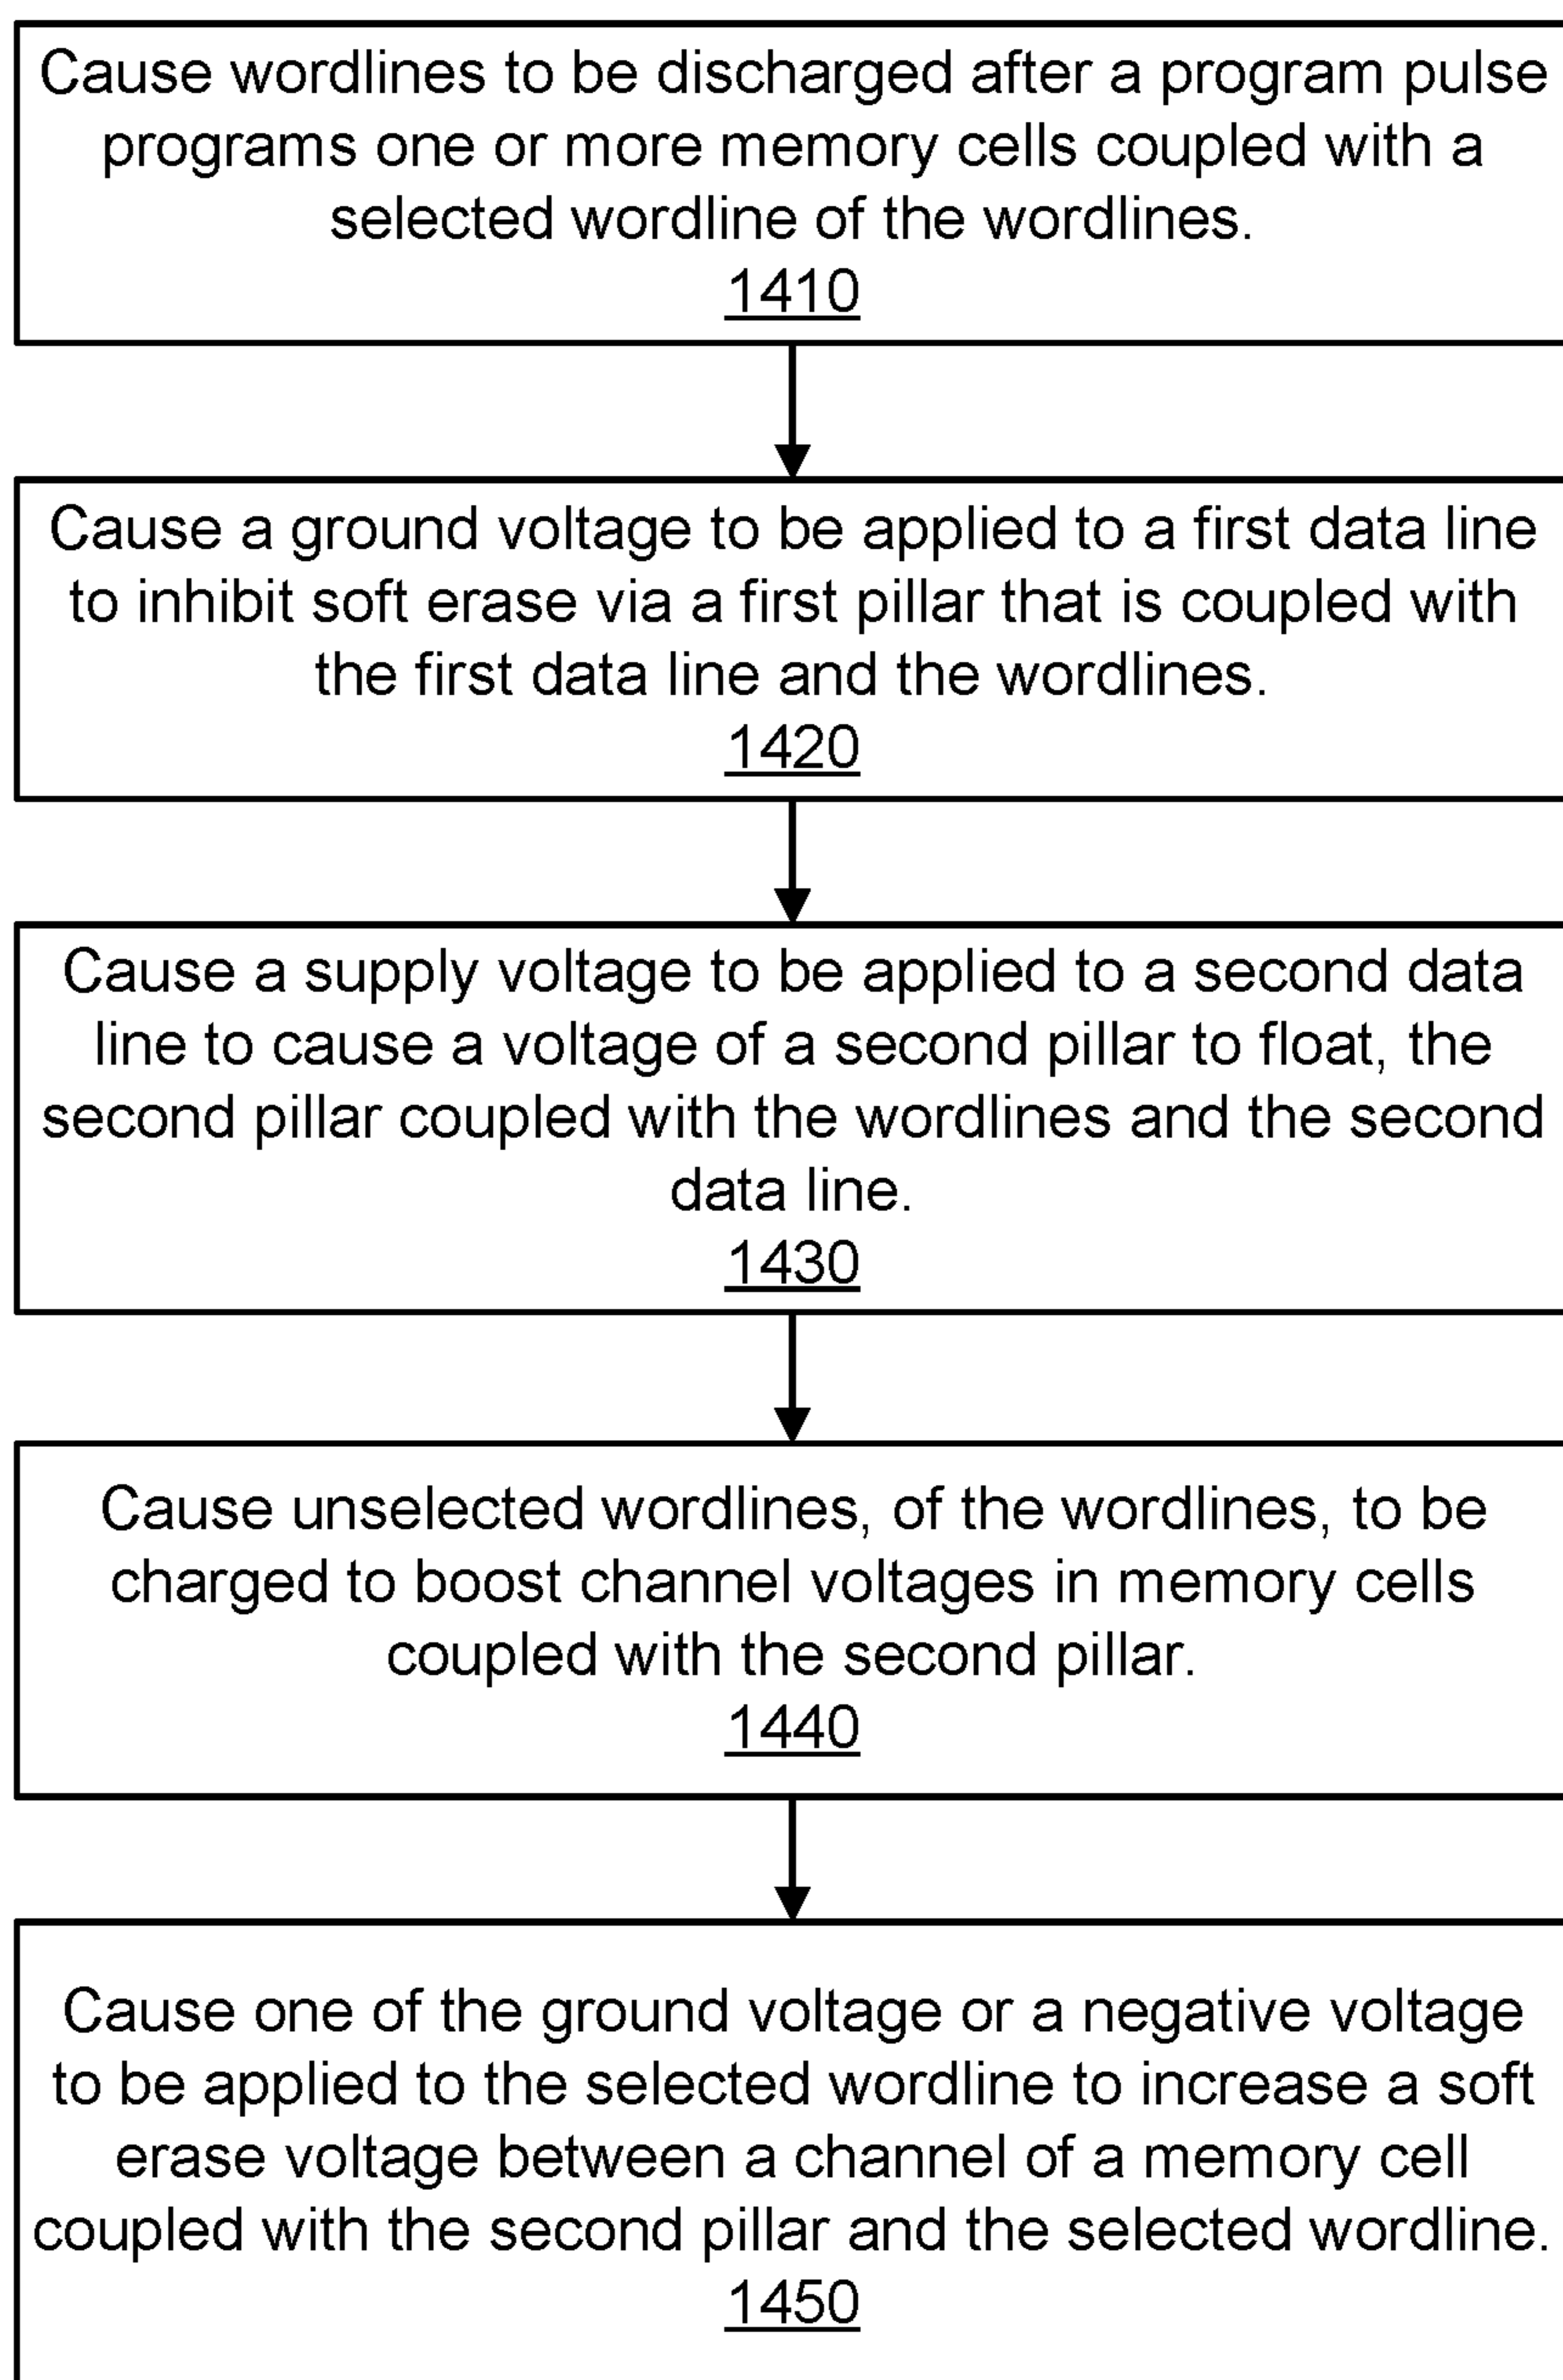 Cause wordlines to be discharged after a program pulse
programs one or more memory cells coupled with a
selected wordline of the wordlines.
1410
Cause a ground voltage to be applied to a first data line
to inhibit soft erase via a first pillar that is coupled with
the first data line and the wordlines.
1420
Cause a supply voltage to be applied to a second data
line to cause a voltage of a second pillar to float, the
second pillar coupled with the wordlines and the second
data line.
1430
Cause unselected wordlines, of the wordlines, to be
charged to boost channel voltages in memory cells
coupled with the second pillar.
1440
Cause one of the ground voltage or a negative voltage
to be applied to the selected wordline to increase a soft
erase voltage between a channel of a memory cell
coupled with the second pillar and the selected wordline.
1450